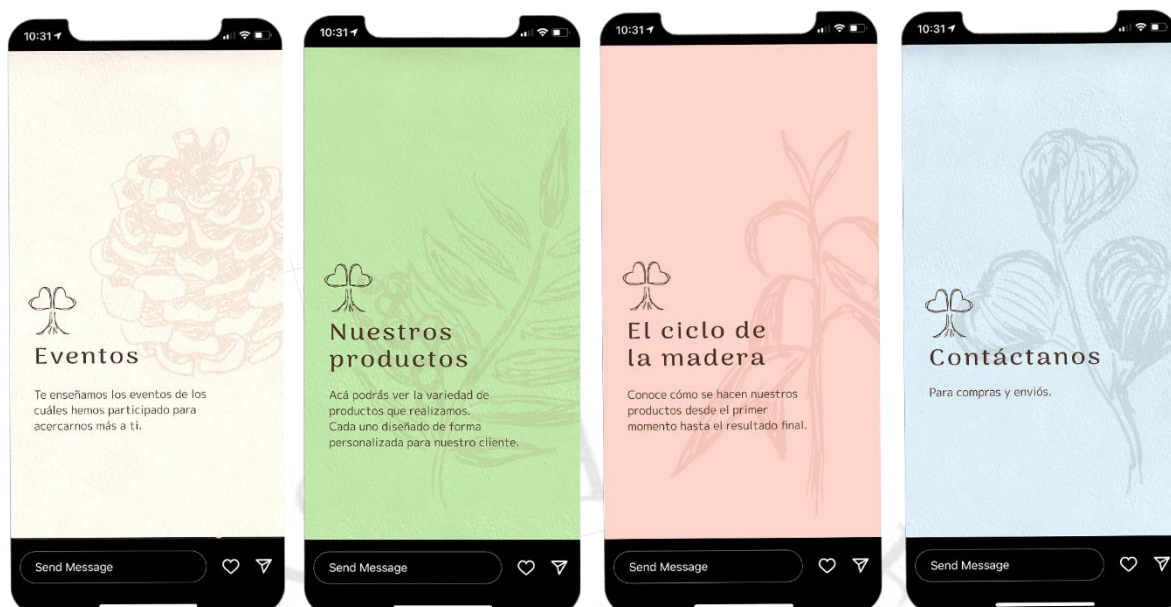 10:31
Eventos
Te enseñamos los eventos de los
cuáles hemos participado para
acercarnos más a ti.
Send Message
10:31
Nuestros
productos
Acá podrás ver la variedad de
productos que realizamos.
Cada uno diseñado de forma
personalizada para nuestro cliente.
Send Message
10:31
El ciclo de
la madera
Conoce cómo se hacen nuestros
productos desde el primer
momento hasta el resultado final.
Send Message
10:31
Contáctanos
Para compras y enviós.
Send Message